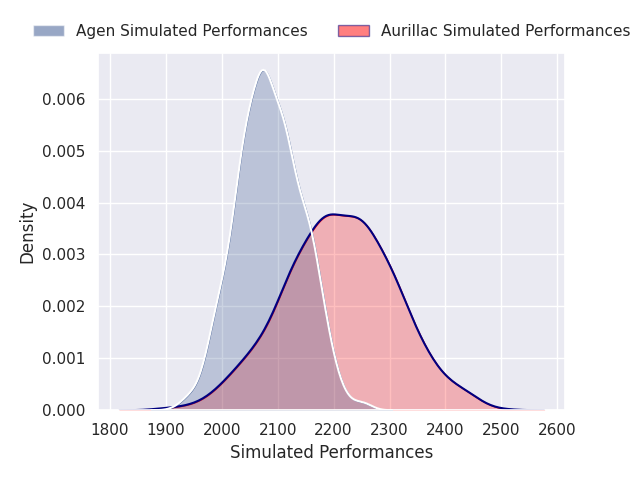 Agen Simulated Performances Aurillac Simulated Performances
0.006
0.005
0.004
0.003
0.002
0.001
0.000
Density
1800 1900 2000 2100 2200 2300 2400 2500 2600
Simulated Performances